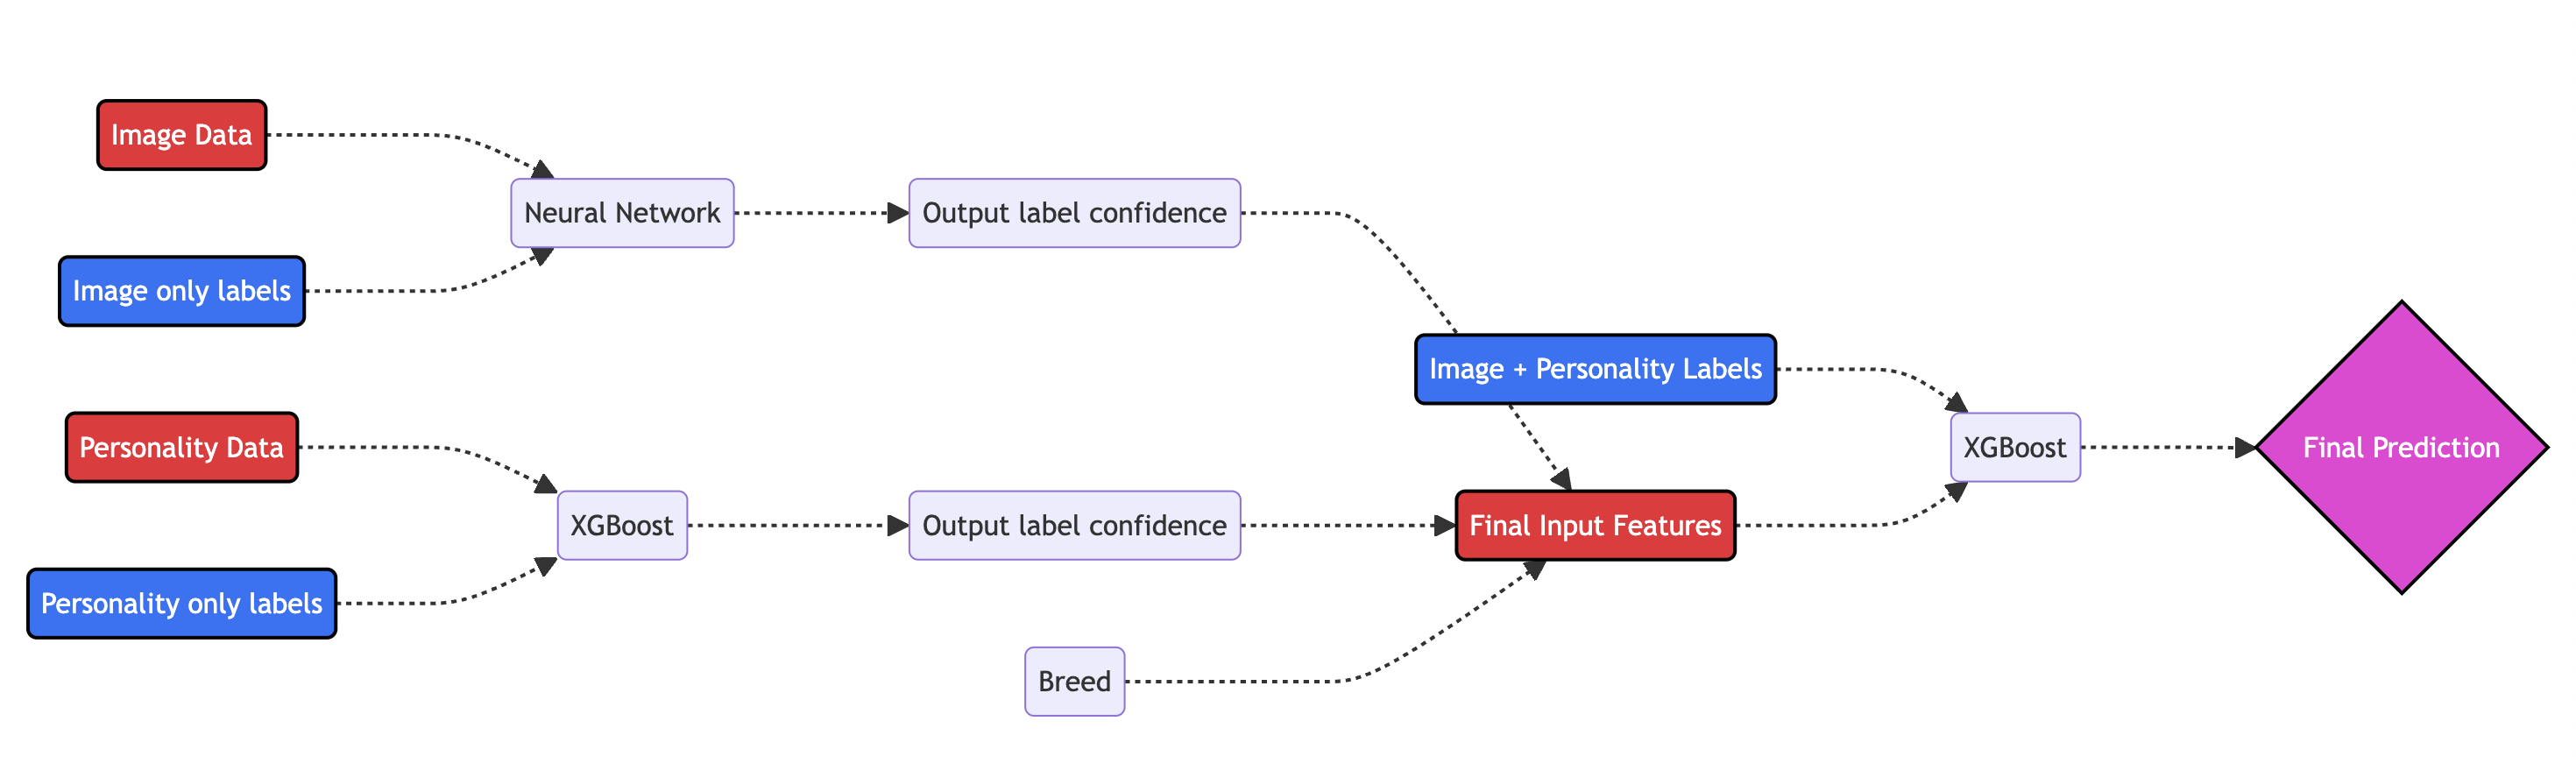 Image Data
Image only labels
Neural Network
Output label confidence
Personality Data
Personality only labels
XGBoost
Output label confidence
Breed
Image + Personality Labels
Final Input Features
XGBoost
Final Prediction